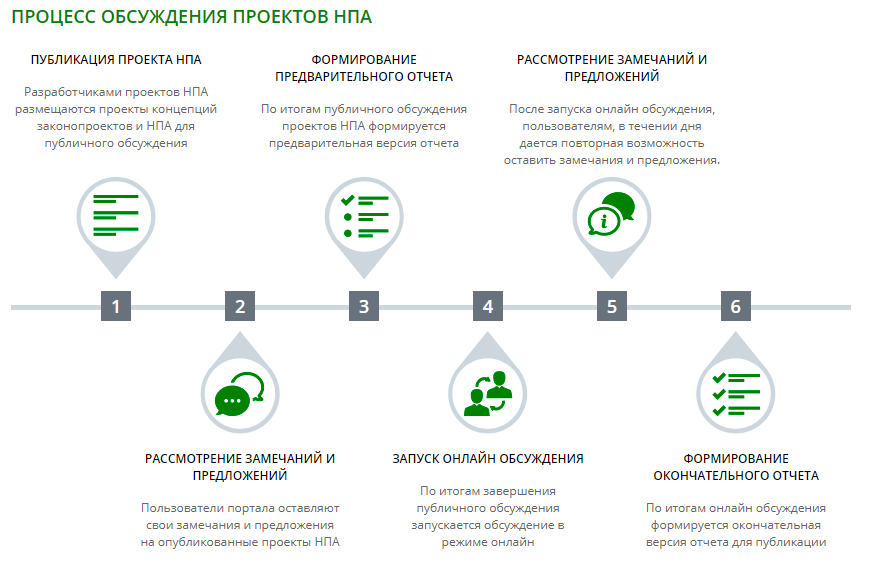 ПРОЦЕСС ОБСУЖДЕНИЯ ПРОЕКТОВ НПА
ПУБЛИКАЦИЯ ПРОЕКТА НПА
Разработчиками проектов НПА
размещаются проекты концепций
законопроектов и НПА для
публичного обсуждения
ФОРМИРОВАНИЕ
ПРЕДВАРИТЕЛЬНОГО ОТЧЕТА
По итогам публичного обсуждения
проектов НПА формируется
предварительная версия отчета
РАССМОТРЕНИЕ ЗАМЕЧАНИЙ И
ПРЕДЛОЖЕНИЙ
После запуска онлайн обсуждения,
пользователям, в течении дня
дается повторная возможность
оставить замечания и предложения.
i
1
2
3
4
5
6
РАССМОТРЕНИЕ ЗАМЕЧАНИЙ И
ПРЕДЛОЖЕНИЙ
Пользователи портала оставляют
свои замечания и предложения
на опубликованные проекты НПА
ЗАПУСК ОНЛАЙН ОБСУЖДЕНИЯ
По итогам завершения
публичного обсуждения
запускается обсуждение в
режиме онлайн
ФОРМИРОВАНИЕ
ОКОНЧАТЕЛЬНОГО ОТЧЕТА
По итогам онлайн обсуждения
формируется окончательная
версия отчета для публикации